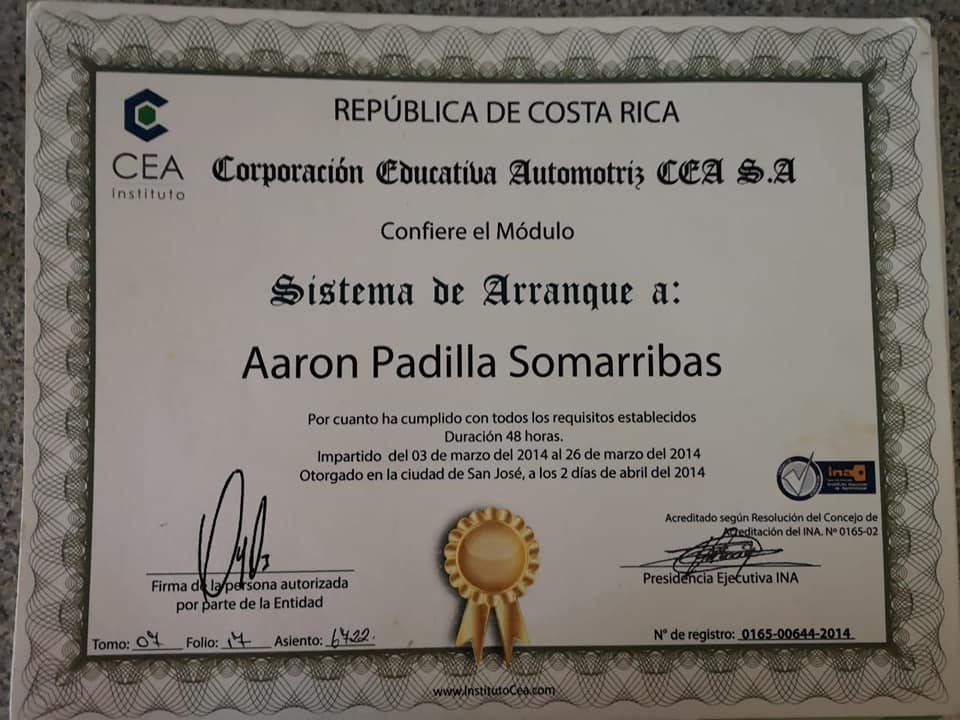 REPÚBLICA DE COSTA RICA
CEA
Instituto
Corporación Educativa Automotriz CEA S.A
Confiere el Módulo
Sistema de Arranque a:
Aaron Padilla Somarribas
Por cuanto ha cumplido con todos los requisitos establecidos
Duración 48 horas.
Impartido del 03 de marzo del 2014 al 26 de marzo del 2014
Otorgado en la ciudad de San José, a los 2 días de abril del 2014
ina
Acreditado según Resolución del Concejo de
Acreditación del INA. Nº 0165-02
Firma de la persona autorizada
por parte de la Entidad
Presidencia Ejecutiva INA
Tomo: 07 Folio: 17 Asiento: 6722.
N° de registro: 0165-00644-2014
www.InstitutoCea.com